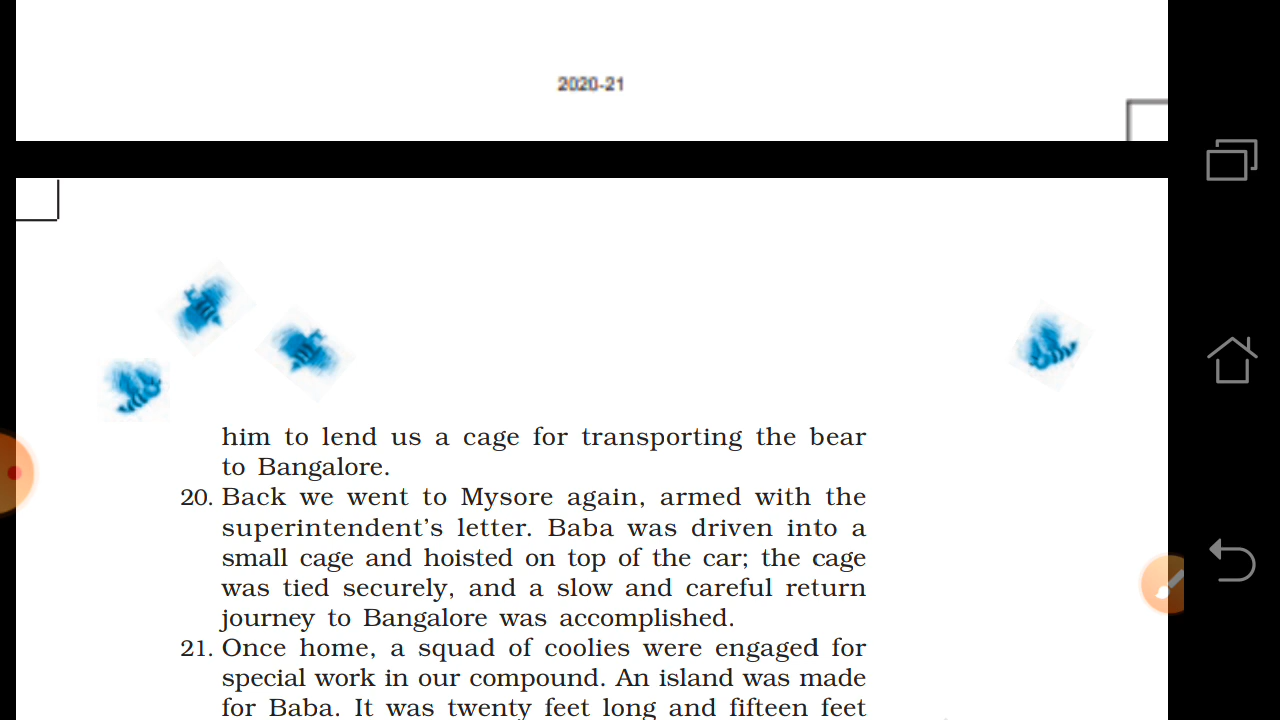 2020-21
him to lend us a cage for transporting the bear
to Bangalore.
20. Back we went to Mysore again, armed with the
superintendent’s letter. Baba was driven into a
small cage and hoisted on top of the car; the cage
was tied securely, and a slow and careful return
journey to Bangalore was accomplished.
21. Once home, a squad of coolies were engaged for
special work in our compound. An island was made
for Baba. It was twenty feet long and fifteen feet